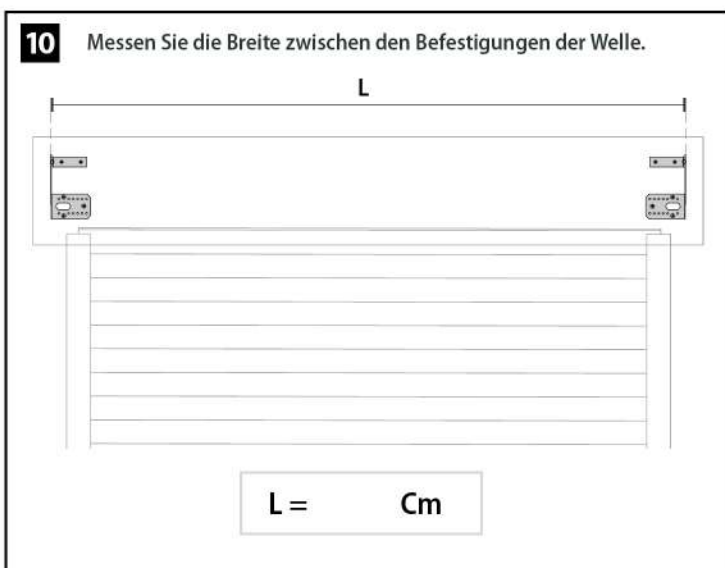 10 Messen Sie die Breite zwischen den Befestigungen der Welle.
L
L = Cm